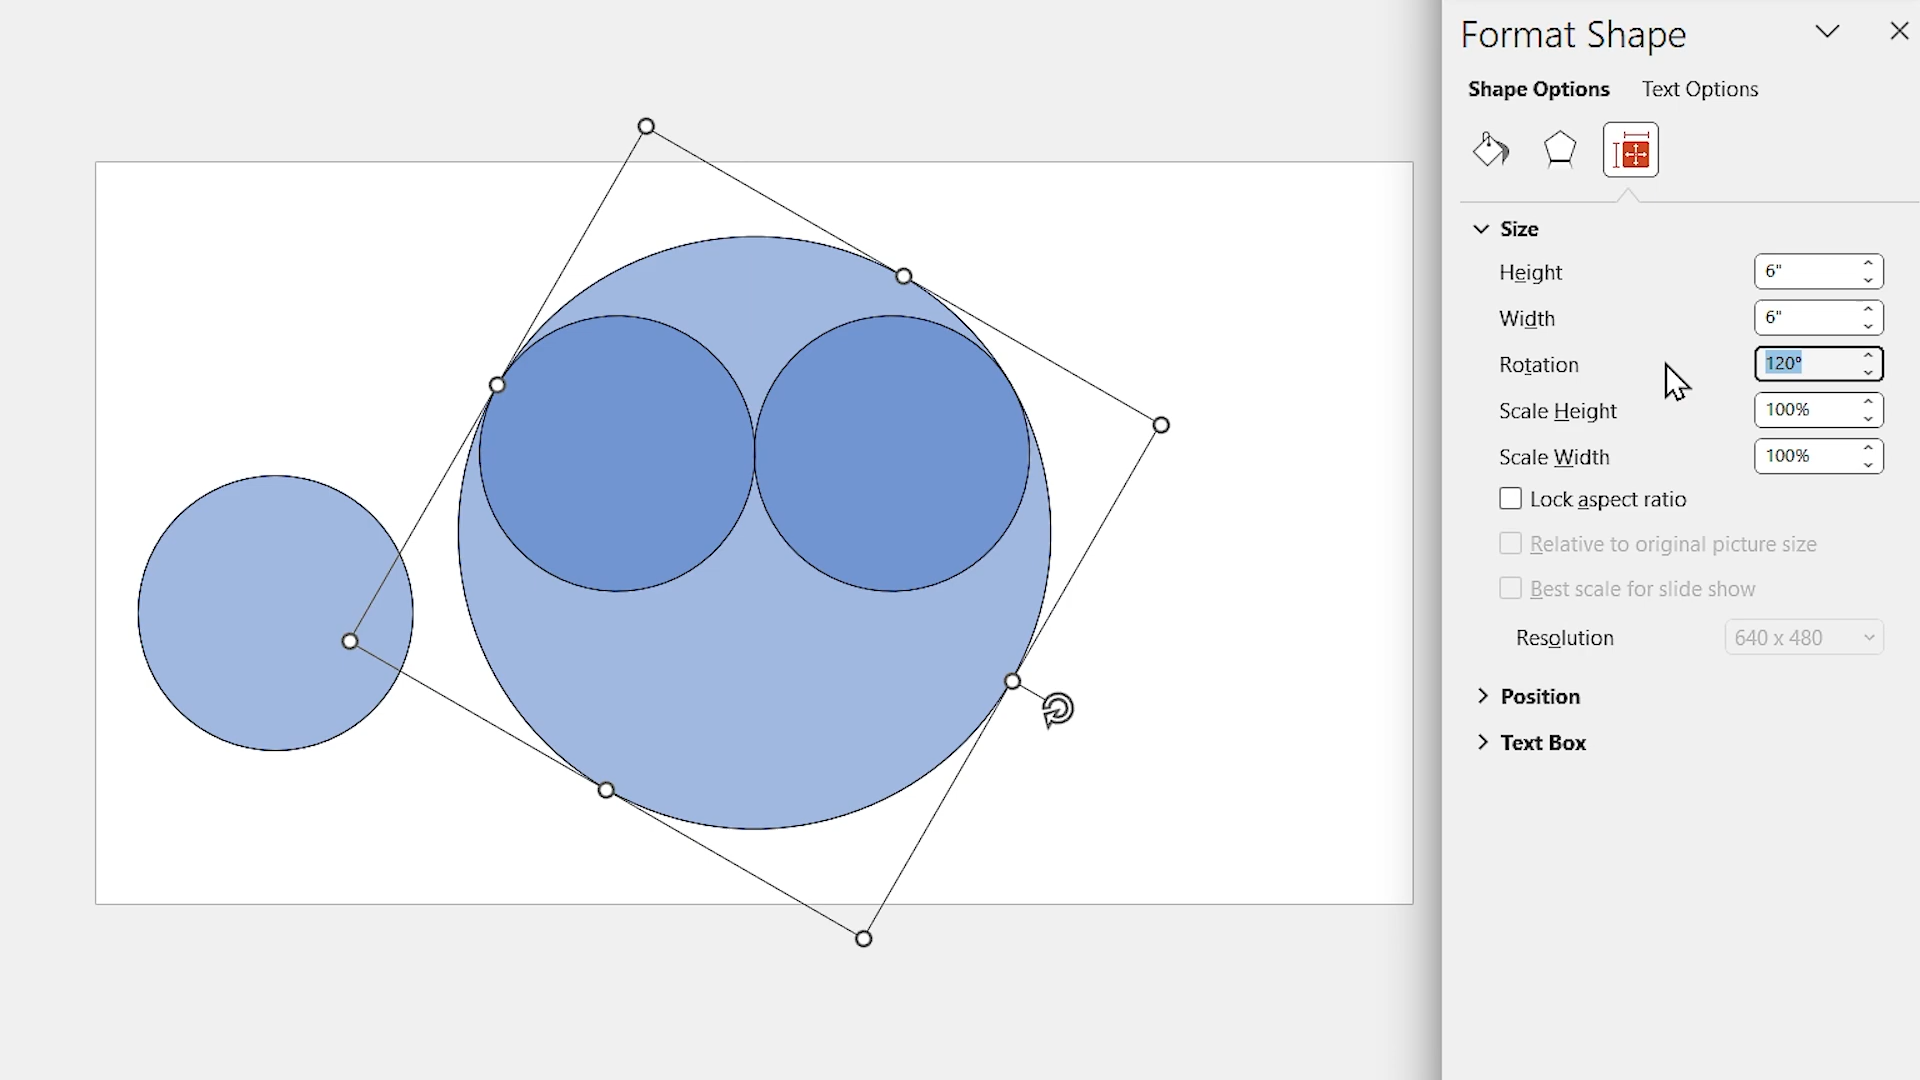 Format Shape
Shape Options Text Options
Size
Height 6"
Width 6"
Rotation 120°
Scale Height 100%
Scale Width 100%
Lock aspect ratio
Relative to original picture size
Best scale for slide show
Resolution 640 x 480
Position
Text Box